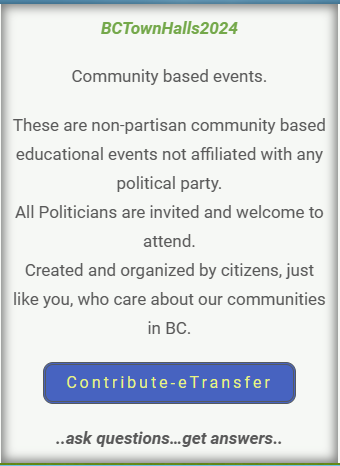 BCTownHalls2024
Community based events.
These are non-partisan community based
educational events not affiliated with any
political party.
All Politicians are invited and welcome to
attend.
Created and organized by citizens, just
like you, who care about our communities
in BC.
Contribute-eTransfer
..ask questions...get answers..